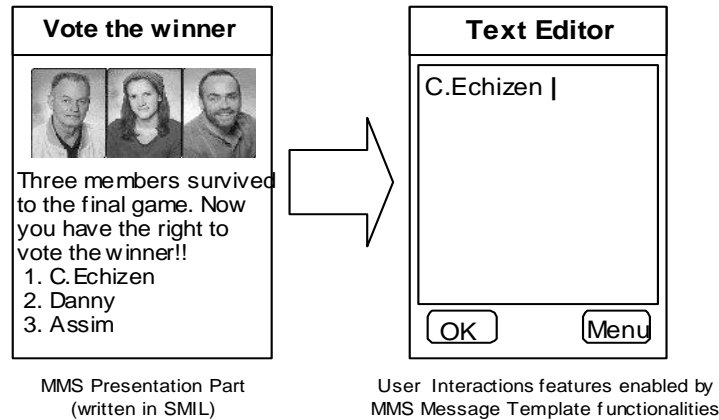 Vote the winner
Three members survived
to the final game. Now
you have the right to
vote the winner!!
1. C.Echizen
2. Danny
3. Assim
MMS Presentation Part
(written in SMIL)
Text Editor
C.Echizen |
OK
Menu
User Interactions features enabled by
MMS Message Template functionalities